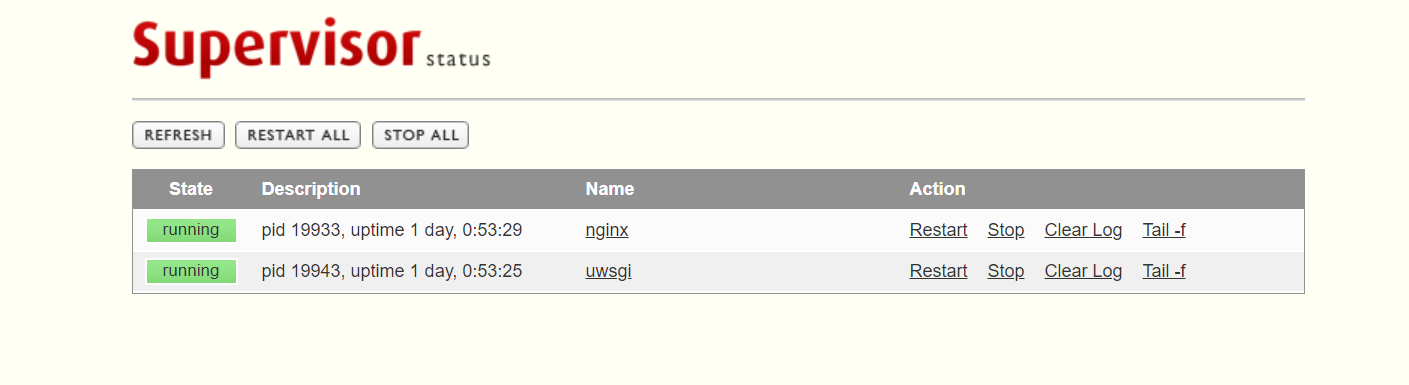 Supervisor status
REFRESH RESTART ALL STOP ALL
State Description Name Action
running pid 19933, uptime 1 day, 0:53:29 nginx Restart Stop Clear Log Tail -f
running pid 19943, uptime 1 day, 0:53:25 uwsgi Restart Stop Clear Log Tail -f